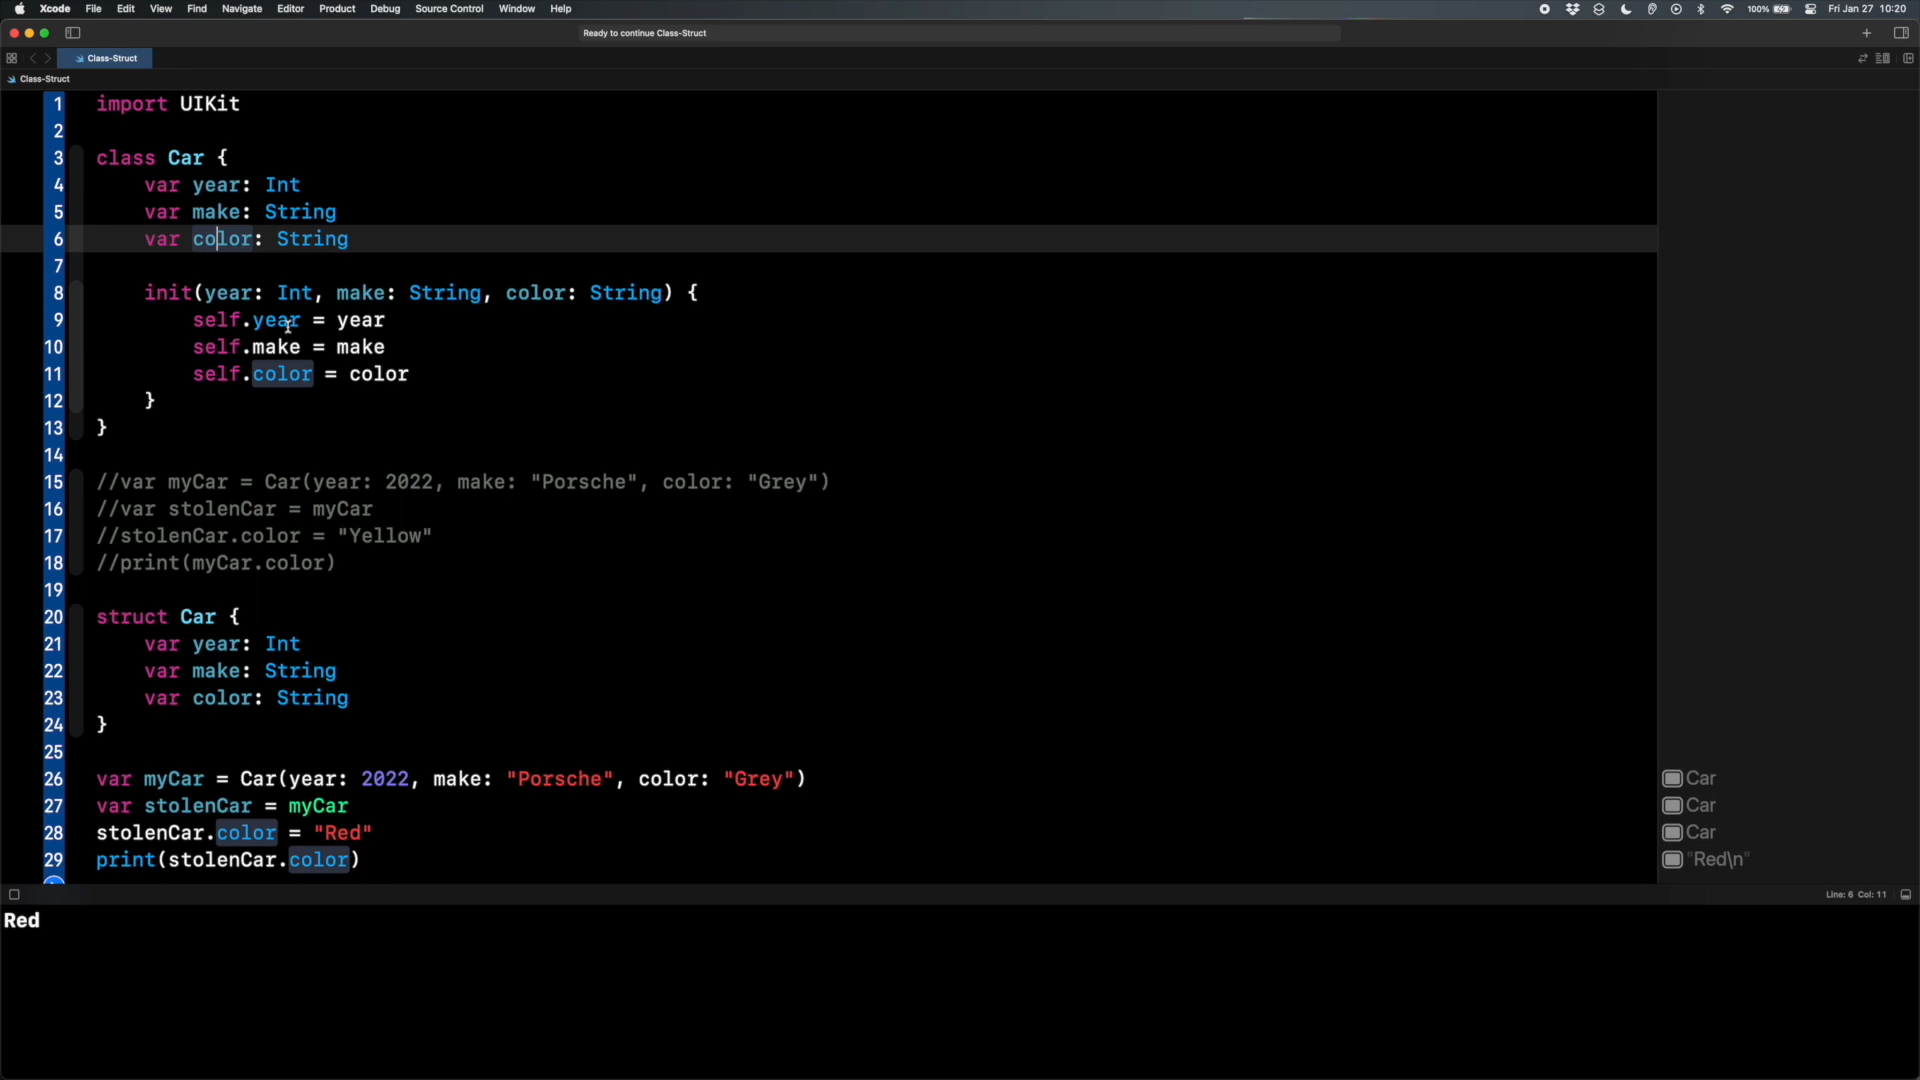 Xcode File Edit View Find Navigate Editor Product Debug Source Control Window Help 100% Fri Jan 27 10:20
Ready to continue Class-Struct
Class-Struct
Class-Struct
1 import UIKit
2
3 class Car {
4 var year: Int
5 var make: String
6 var color: String
7
8 init(year: Int, make: String, color: String) {
9 self.year = year
10 self.make = make
11 self.color = color
12 }
13 }
14
15 //var myCar = Car(year: 2022, make: "Porsche", color: "Grey")
16 //var stolenCar = myCar
17 //stolenCar.color = "Yellow"
18 //print(myCar.color)
19
20 struct Car {
21 var year: Int
22 var make: String
23 var color: String
24 }
25
26 var myCar = Car(year: 2022, make: "Porsche", color: "Grey") Car
27 var stolenCar = myCar Car
28 stolenCar.color = "Red" Car
29 print(stolenCar.color) "Red\n"
Line: 6 Col: 11
Red